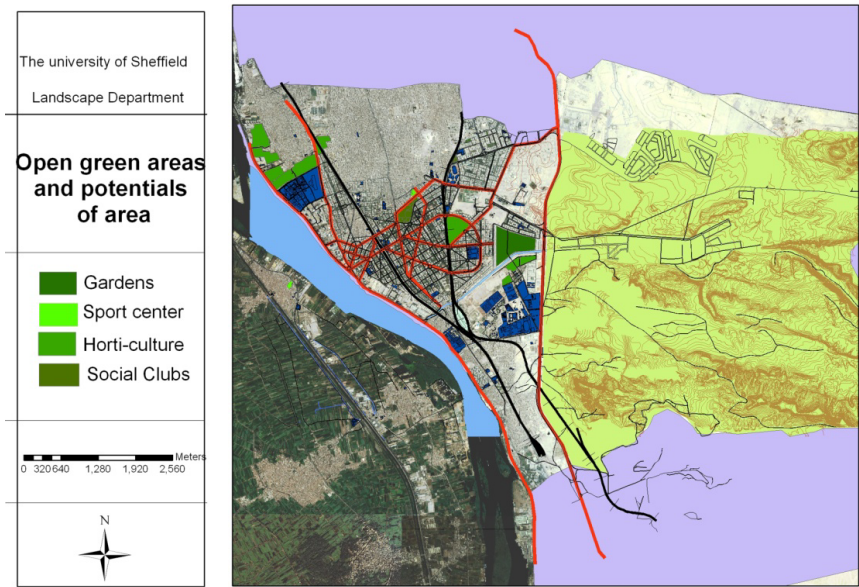 The university of Sheffield
Landscape Department
Open green areas
and potentials
of area
Gardens
Sport center
Horti-culture
Social Clubs
Meters
0 320 640 1,280 1,920 2,560
N